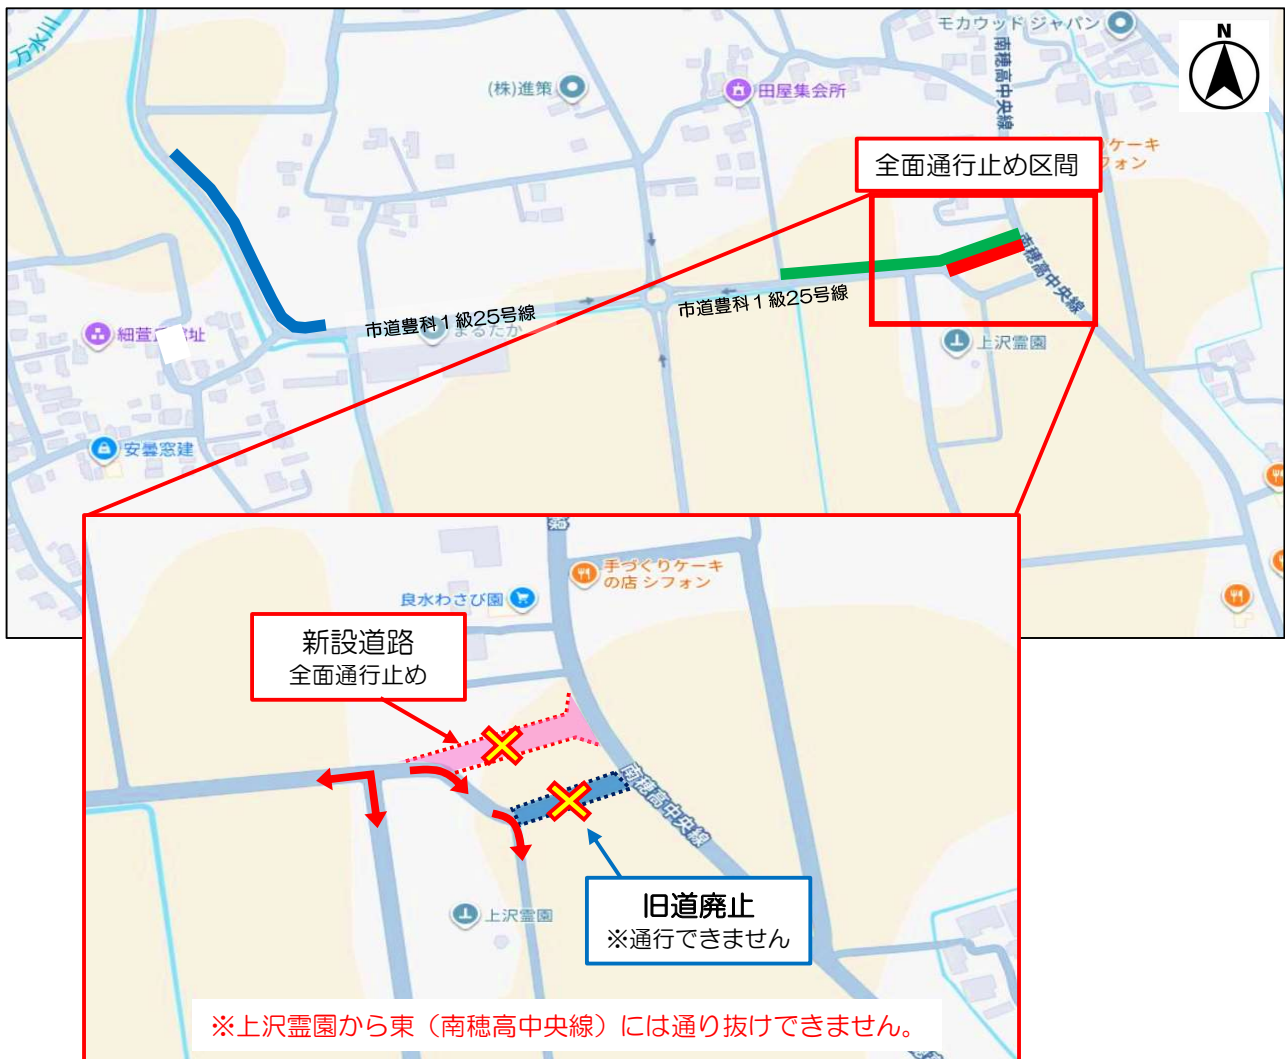 万水川
モカウッド ジャパン
N
(株)進策
田屋集会所
南穂高中央線
ケーキ
フォン
全面通行止め区間
南穂高中央線
市道豊科1級25号線
市道豊科1級25号線
まるたか
細萱
址
上沢霊園
安曇窓建
手づくりケーキ
の店 シフォン
良水わさび園
新設道路
全面通行止め
南穂高中央線
旧道廃止
※通行できません
上沢霊園
※上沢霊園から東(南穂高中央線)には通り抜けできません。